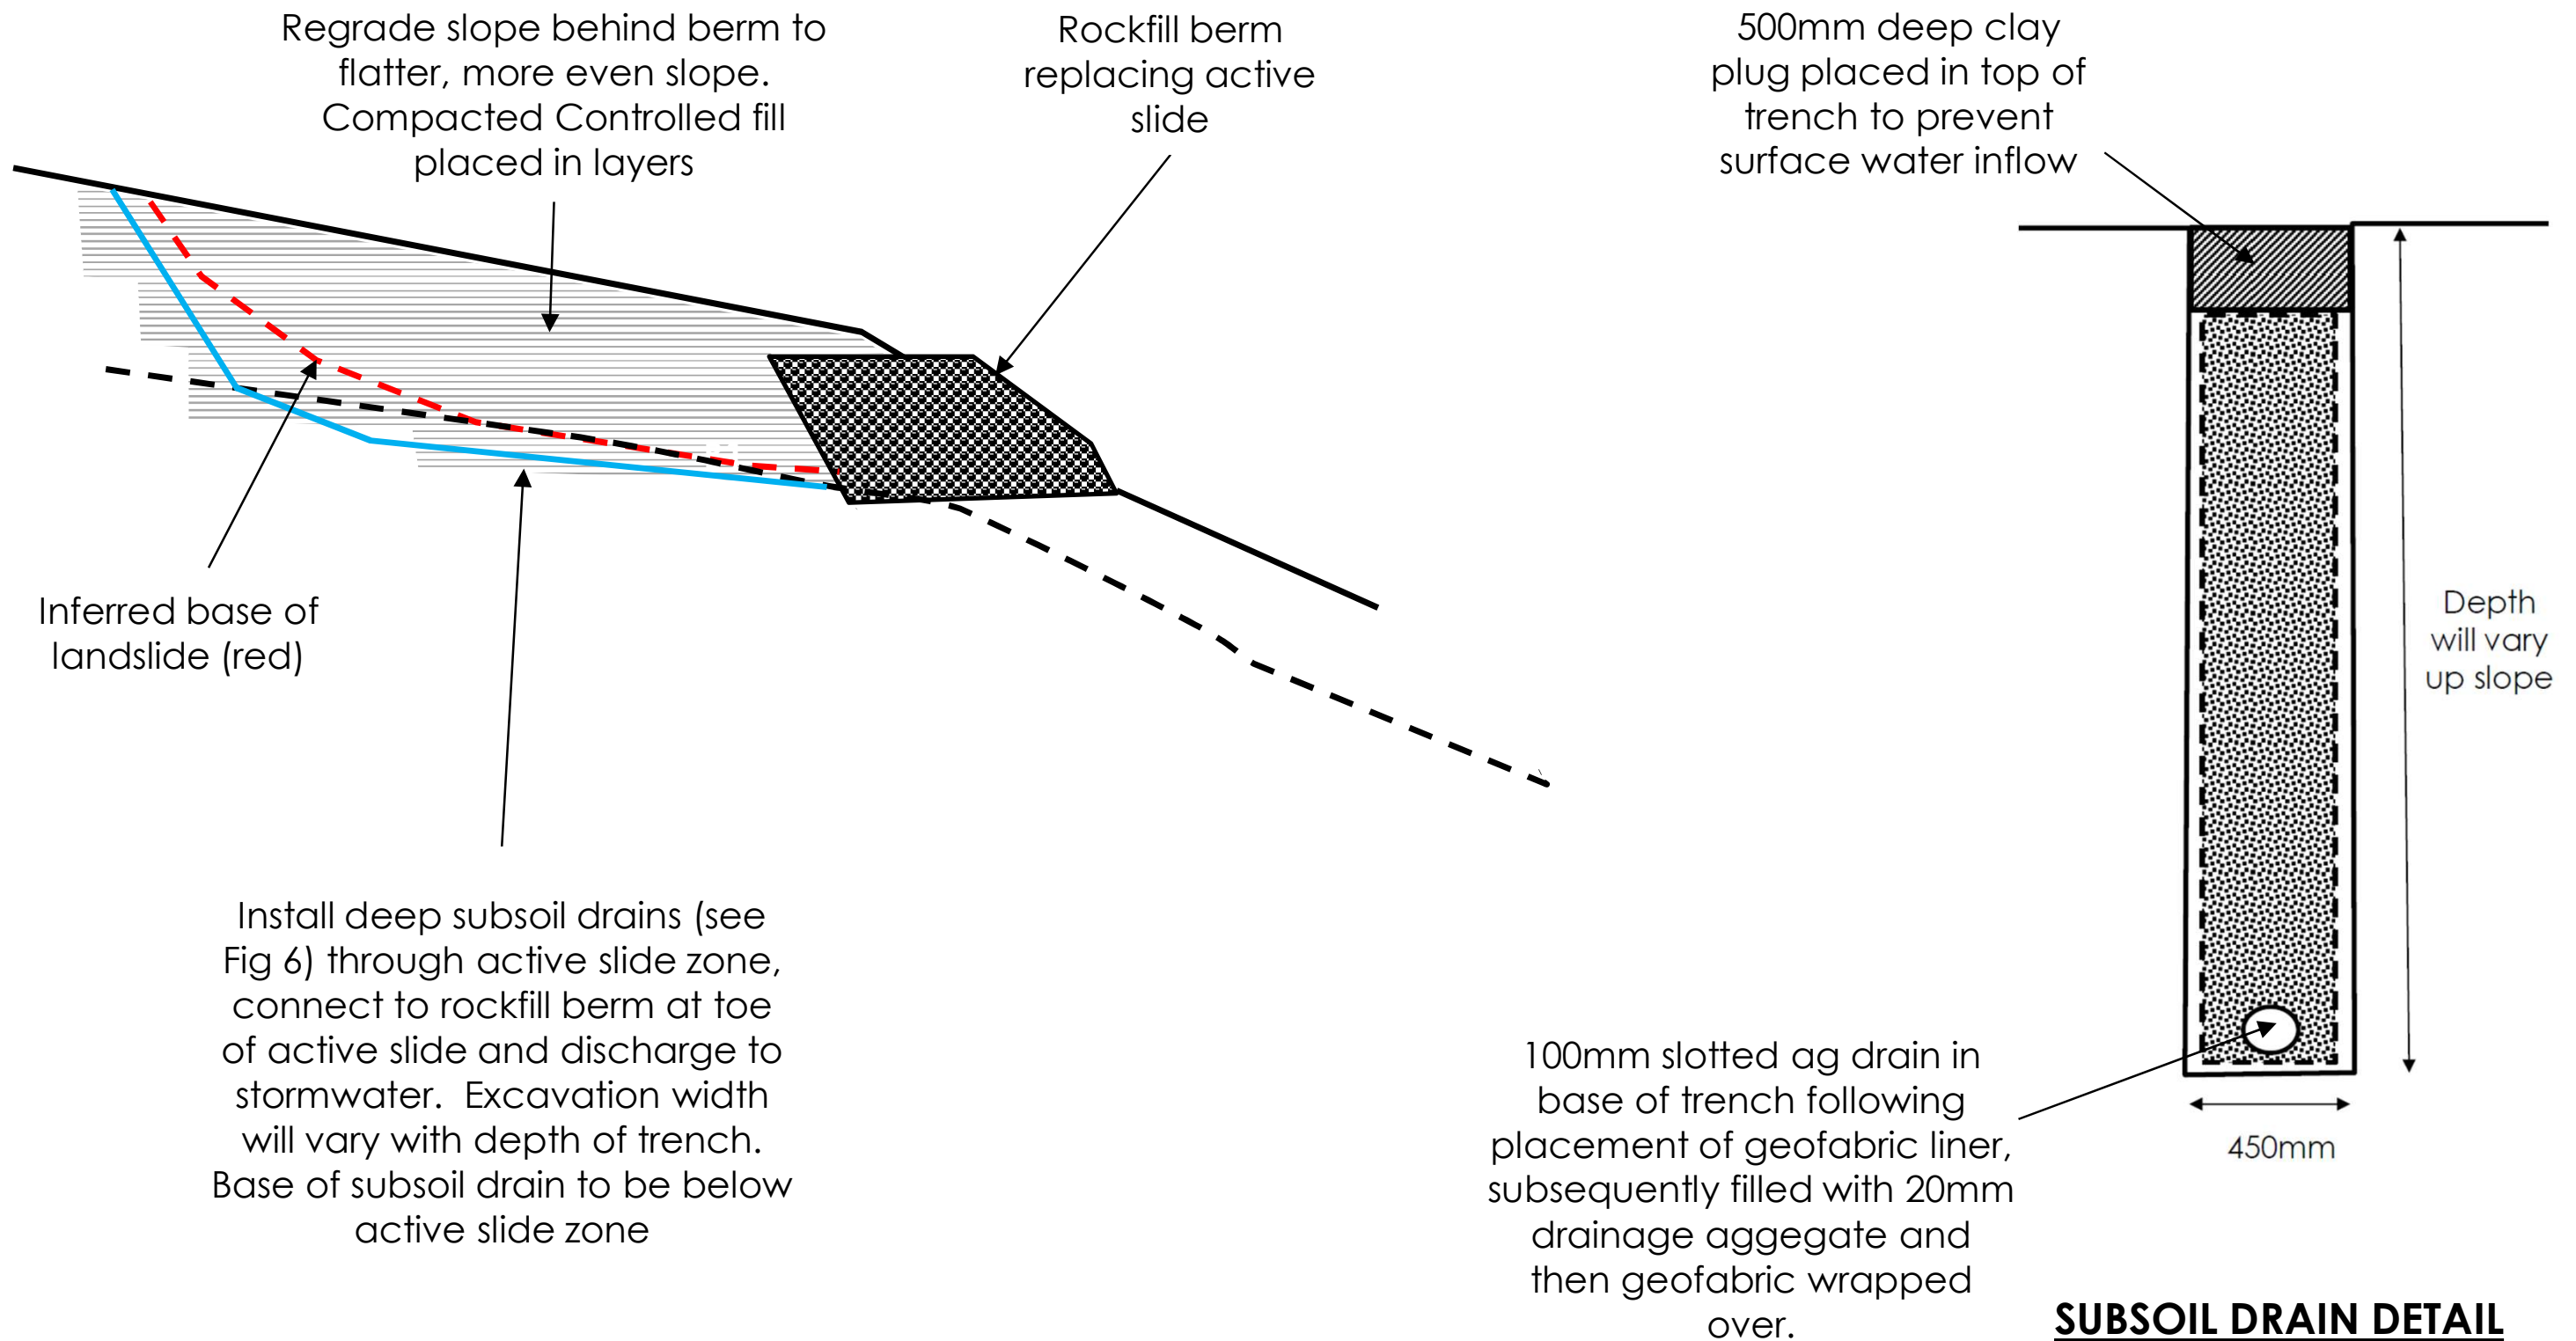 Regrade slope behind berm to
flatter, more even slope.
Compacted Controlled fill
placed in layers
Rockfill berm
replacing active
slide
500mm deep clay
plug placed in top of
trench to prevent
surface water inflow
Inferred base of
landslide (red)
Depth
will vary
up slope
Install deep subsoil drains (see
Fig 6) through active slide zone,
connect to rockfill berm at toe
of active slide and discharge to
stormwater.  Excavation width
will vary with depth of trench.
Base of subsoil drain to be below
active slide zone
100mm slotted ag drain in
base of trench following
placement of geofabric liner,
subsequently filled with 20mm
drainage aggegate and
then geofabric wrapped
over.
450mm
SUBSOIL DRAIN DETAIL